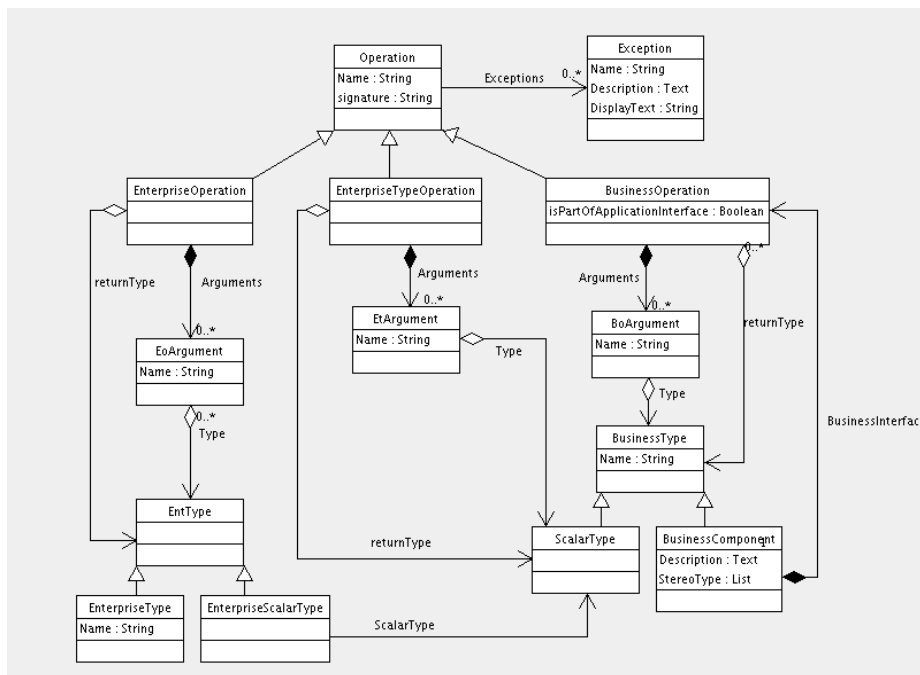 Operation
Name : String
signature : String
Exceptions
0..*
Exception
Name : String
Description : Text
DisplayText : String
EnterpriseOperation
EnterpriseTypeOperation
BusinessOperation
isPartOfApplicationInterface : Boolean
returnType
Arguments
0..*
Arguments
0..*
Arguments
0..*
0..*
returnType
EoArgument
Name : String
EtArgument
Name : String
BoArgument
Name : String
0..*
Type
Type
Type
BusinessInterfac
BusinessType
Name : String
EntType
returnType
ScalarType
BusinessComponent
Description : Text
StereoType : List
EnterpriseType
Name : String
EnterpriseScalarType
ScalarType